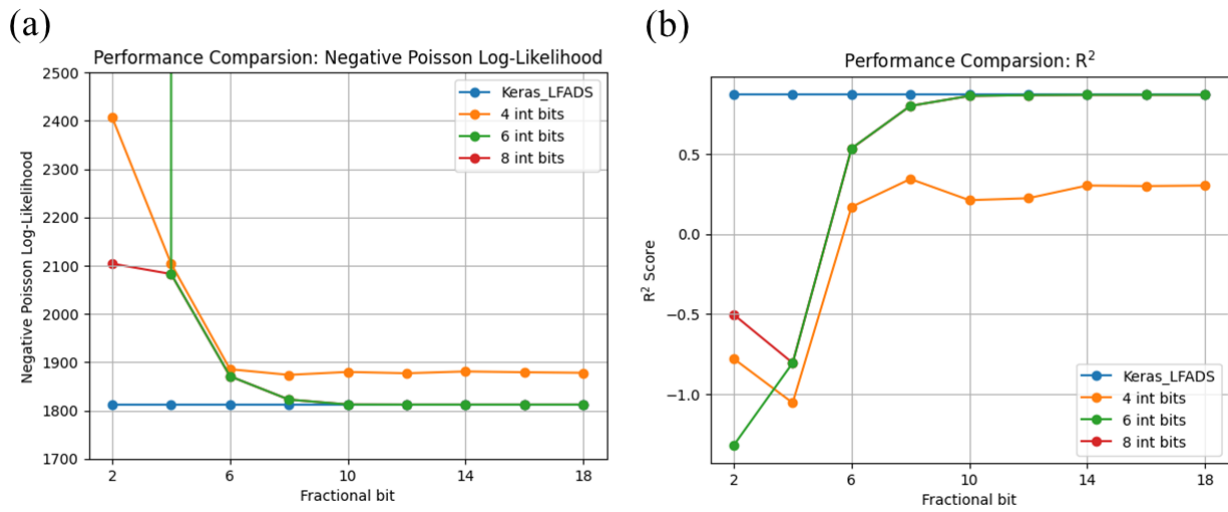 (a)
Performance Comparsion: Negative Poisson Log-Likelihood
Negative Poisson Log-Likelihood
2500
2400
2300
2200
2100
2000
1900
1800
1700
2 6 10 14 18
Fractional bit
Keras_LFADS
4 int bits
6 int bits
8 int bits
(b)
Performance Comparsion: R²
R² Score
0.5
0.0
−0.5
−1.0
2 6 10 14 18
Fractional bit
Keras_LFADS
4 int bits
6 int bits
8 int bits